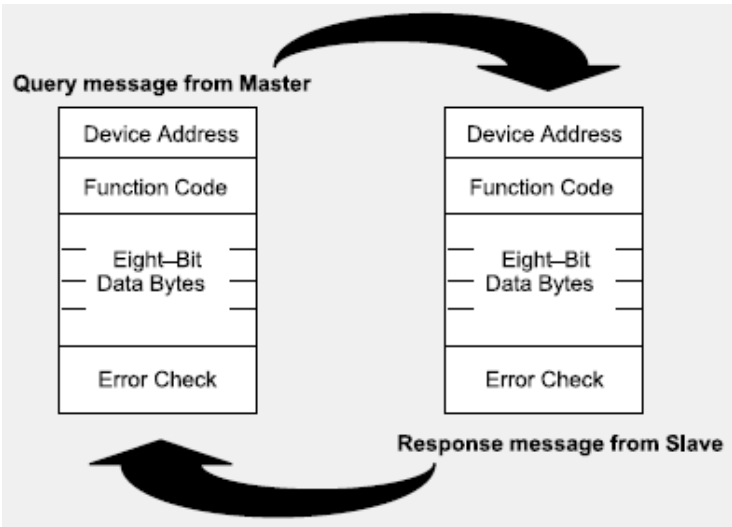 Query message from Master
Device Address
Function Code
Eight–Bit
Data Bytes
Error Check
Device Address
Function Code
Eight–Bit
Data Bytes
Error Check
Response message from Slave